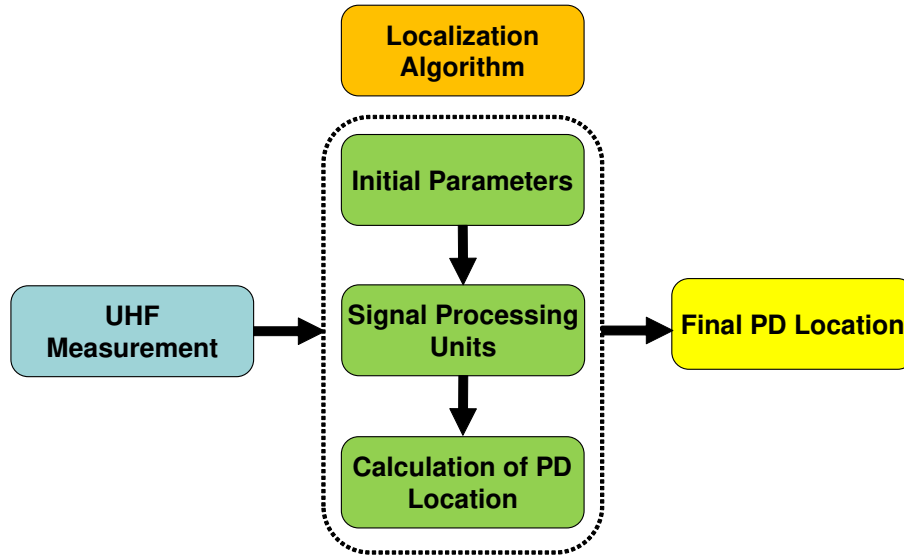 Localization
Algorithm
Initial Parameters
UHF
Measurement
Signal Processing
Units
Final PD Location
Calculation of PD
Location